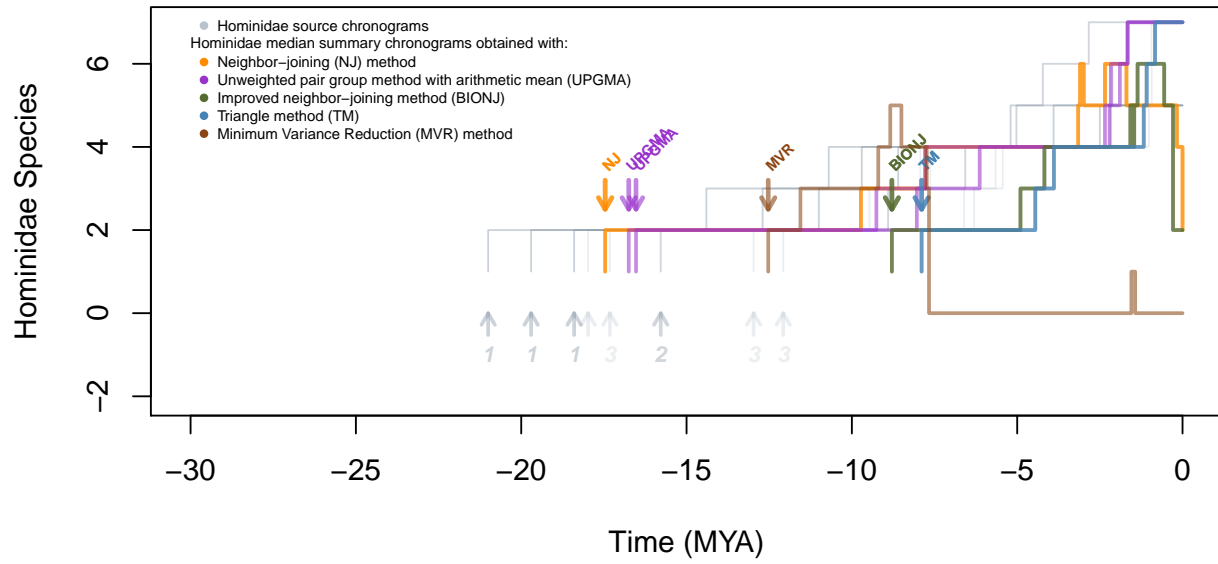 Hominidae source chronograms
Hominidae median summary chronograms obtained with:
Neighbor−joining (NJ) method
Unweighted pair group method with arithmetic mean (UPGMA)
Improved neighbor−joining method (BIONJ)
Triangle method (TM)
Minimum Variance Reduction (MVR) method
NJ
UPGMA
UPGMA
MVR
BIONJ
TM
1 1 1 3 2 3 3
Hominidae Species
6
4
2
0
−2
−30 −25 −20 −15 −10 −5 0
Time (MYA)